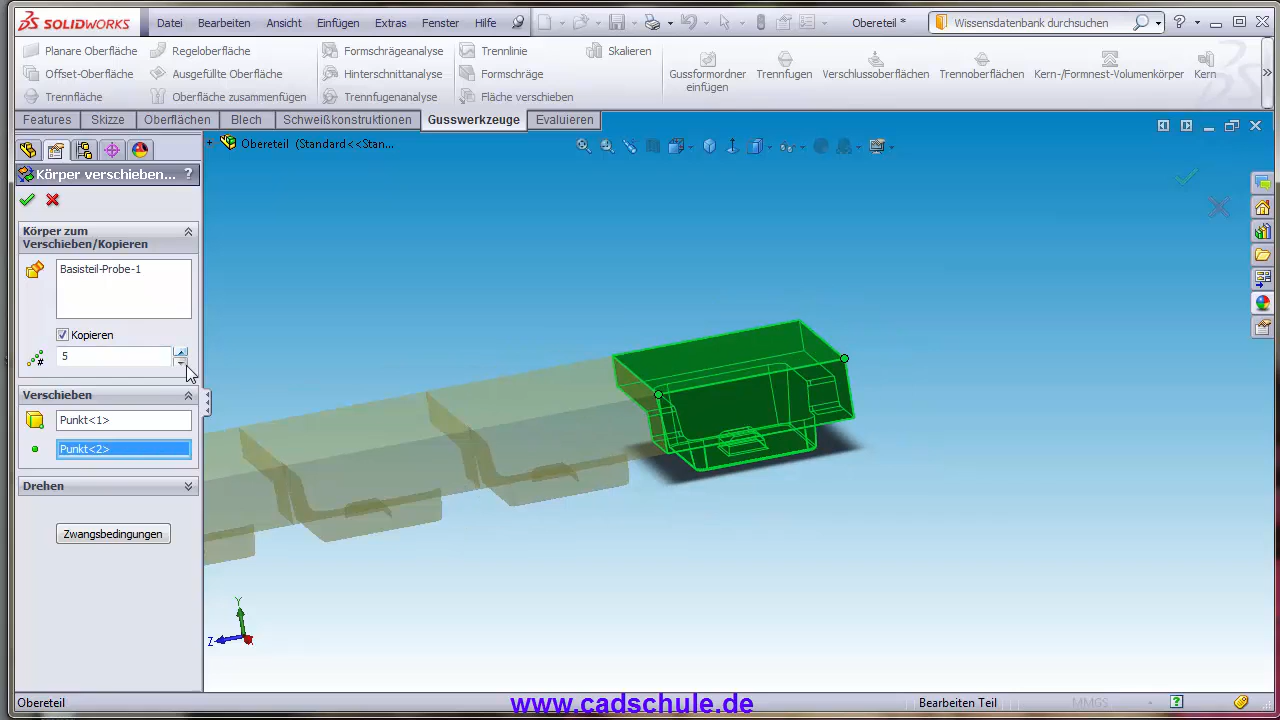 SOLIDWORKS
Datei Bearbeiten Ansicht Einfügen Extras Fenster Hilfe
Obereteil *
Wissensdatenbank durchsuchen
?
Planare Oberfläche
Offset-Oberfläche
Trennfläche
Regeloberfläche
Ausgefüllte Oberfläche
Oberfläche zusammenfügen
Formschrägeanalyse
Hinterschnittanalyse
Trennfugenanalyse
Trennlinie
Formschräge
Fläche verschieben
Skalieren
Gussformordner
einfügen
Trennfugen
Verschlussoberflächen
Trennoberflächen
Kern-/Formnest-Volumenkörper
Kern
Features Skizze Oberflächen Blech Schweißkonstruktionen Gusswerkzeuge Evaluieren
Obereteil (Standard<<Stan...
Körper verschieben... ?
Körper zum
Verschieben/Kopieren
Basisteil-Probe-1
Kopieren
#
5
Verschieben
Punkt<1>
Punkt<2>
Drehen
Zwangsbedingungen
Y
Z
Obereteil
www.cadschule.de
Bearbeiten Teil
MMGS
?